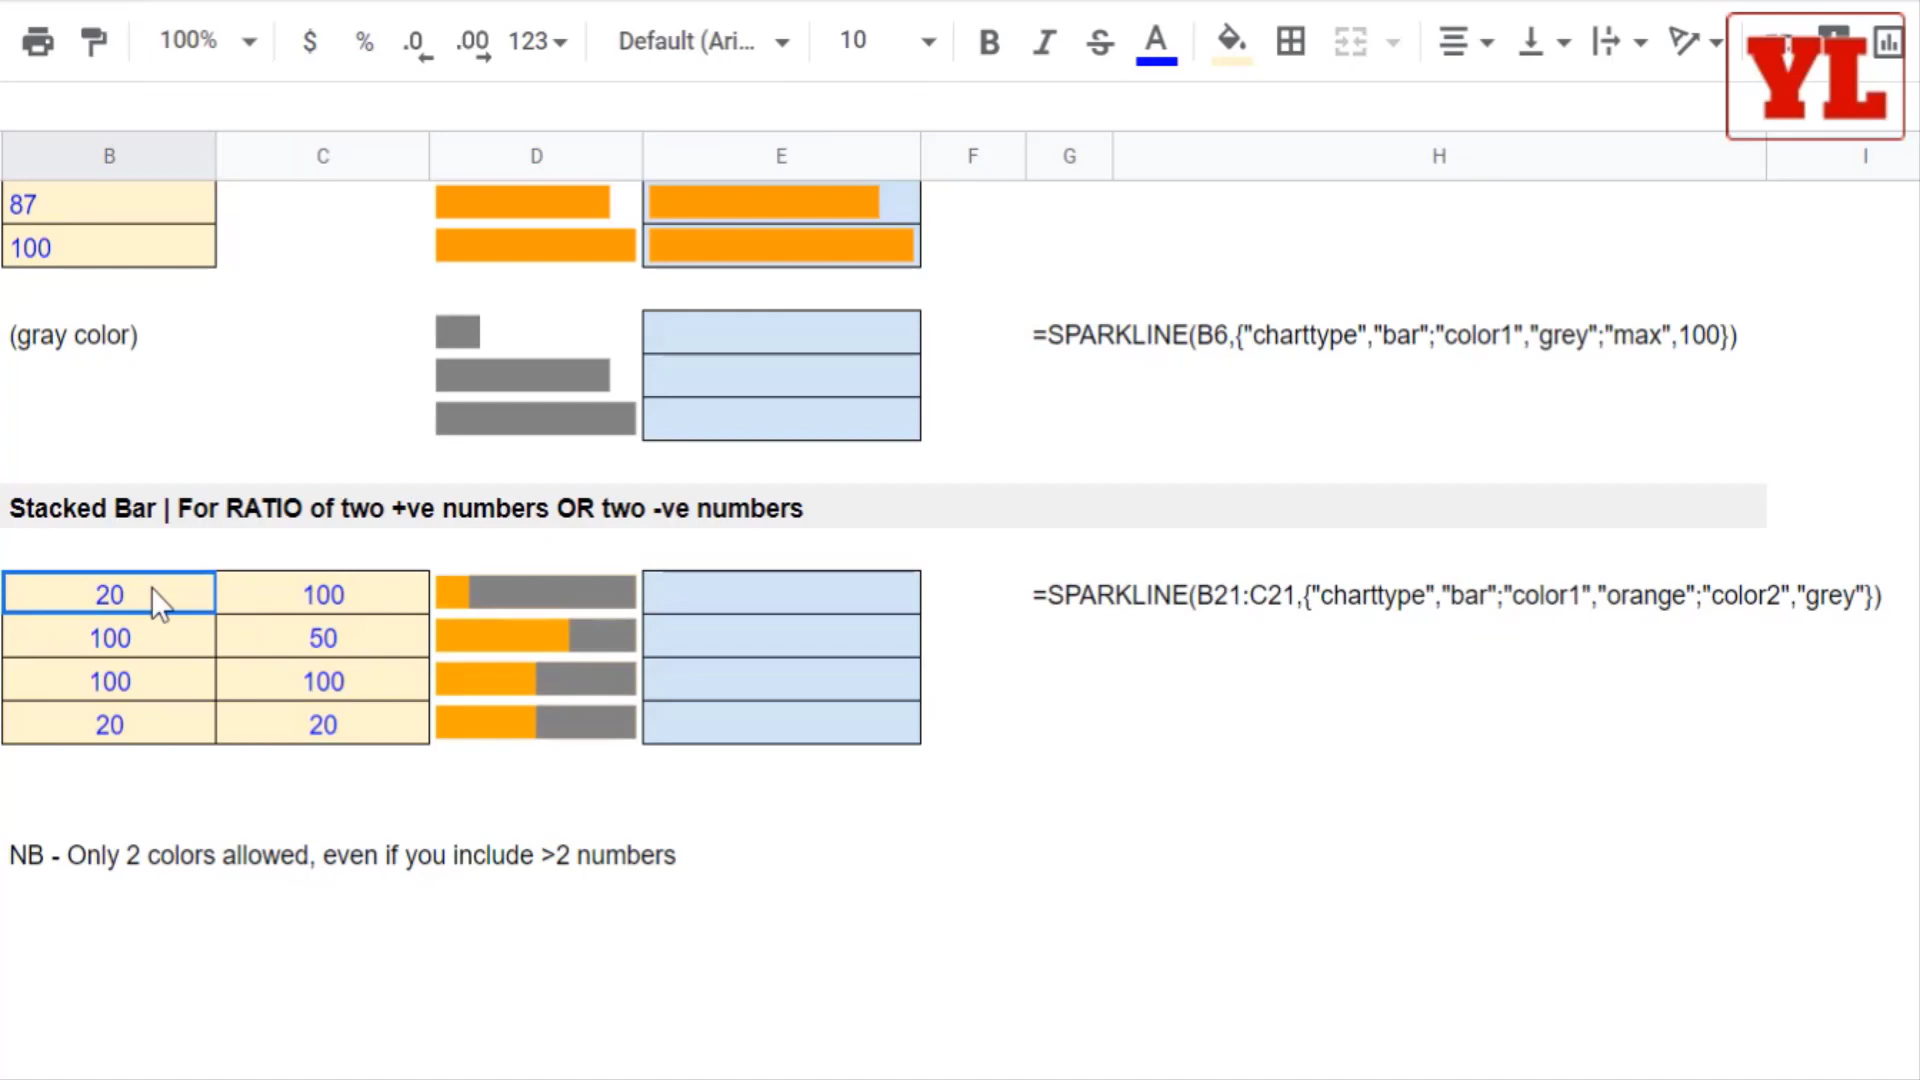 100% $ % .0 .00 123 Default (Ari... 10 B I S A
YL
B C D E F G H I
87
100
(gray color) =SPARKLINE(B6,{"charttype","bar";"color1","grey";"max",100})
Stacked Bar | For RATIO of two +ve numbers OR two -ve numbers
20 100 =SPARKLINE(B21:C21,{"charttype","bar";"color1","orange";"color2","grey"})
100 50
100 100
20 20
NB - Only 2 colors allowed, even if you include >2 numbers